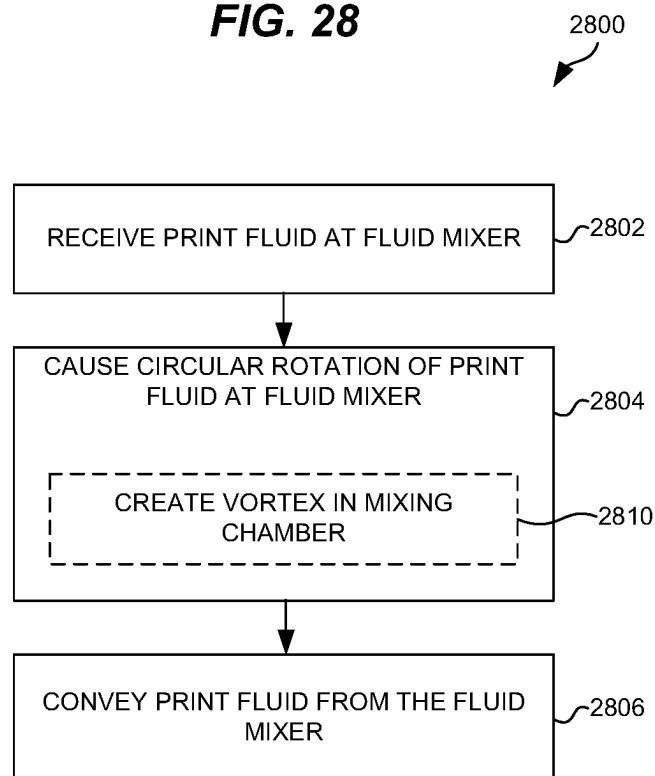 FIG. 28
2800
RECEIVE PRINT FLUID AT FLUID MIXER
2802
CAUSE CIRCULAR ROTATION OF PRINT
FLUID AT FLUID MIXER
2804
CREATE VORTEX IN MIXING
CHAMBER
2810
CONVEY PRINT FLUID FROM THE FLUID
MIXER
2806